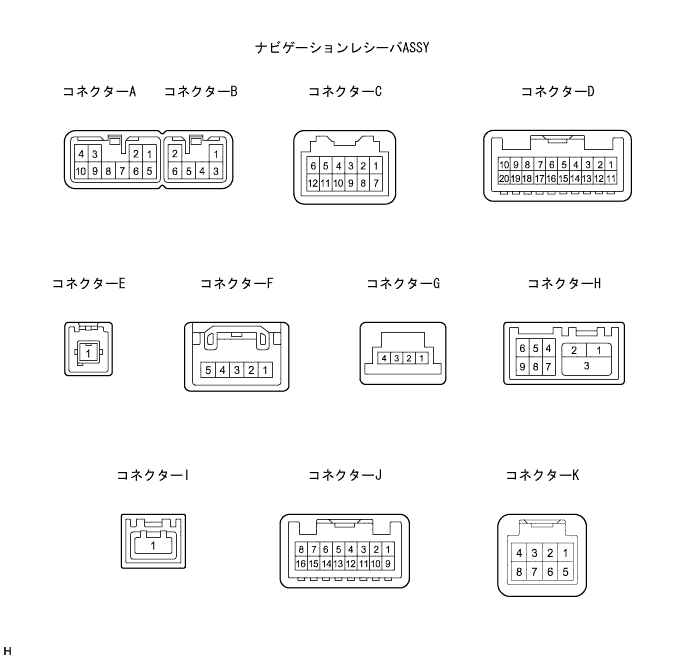 ナビゲーションレシーバASSY
コネクターA コネクターB コネクターC コネクターD
4 3 2 1
10 9 8 7 6 5
2 1
6 5 4 3
6 5 4 3 2 1
12 11 10 9 8 7
10 9 8 7 6 5 4 3 2 1
20 19 18 17 16 15 14 13 12 11
コネクターE コネクターF コネクターG コネクターH
1
5 4 3 2 1
4 3 2 1
6 5 4 2 1
9 8 7 3
コネクターI コネクターJ コネクターK
1
8 7 6 5 4 3 2 1
16 15 14 13 12 11 10 9
4 3 2 1
8 7 6 5
H